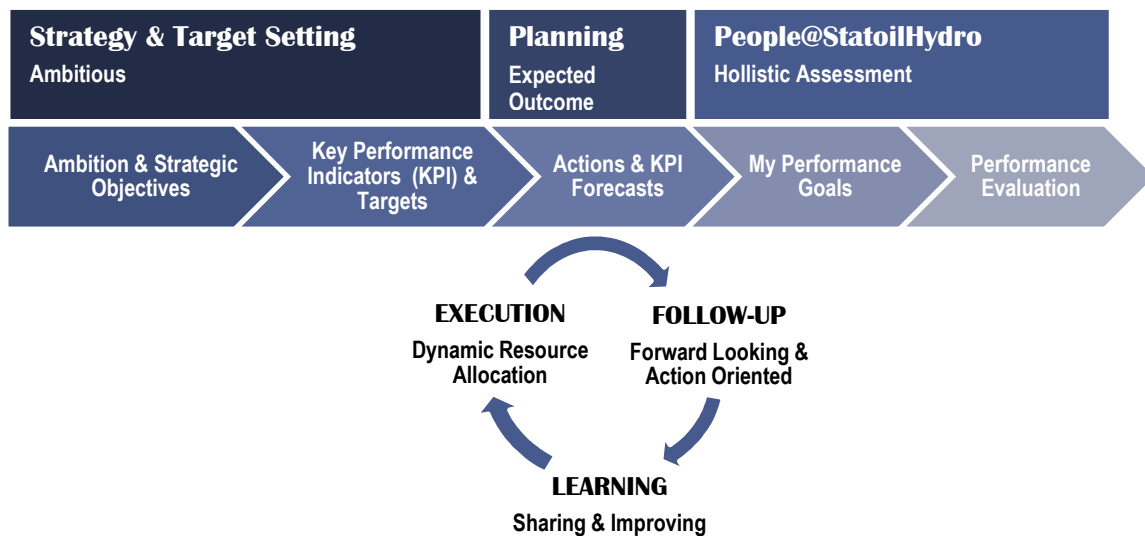 Strategy & Target Setting
Ambitious
Planning
Expected
Outcome
People@StatoilHydro
Hollistic Assessment
Ambition & Strategic
Objectives
Key Performance
Indicators (KPI) &
Targets
Actions & KPI
Forecasts
My Performance
Goals
Performance
Evaluation
EXECUTION
Dynamic Resource
Allocation
FOLLOW-UP
Forward Looking &
Action Oriented
LEARNING
Sharing & Improving